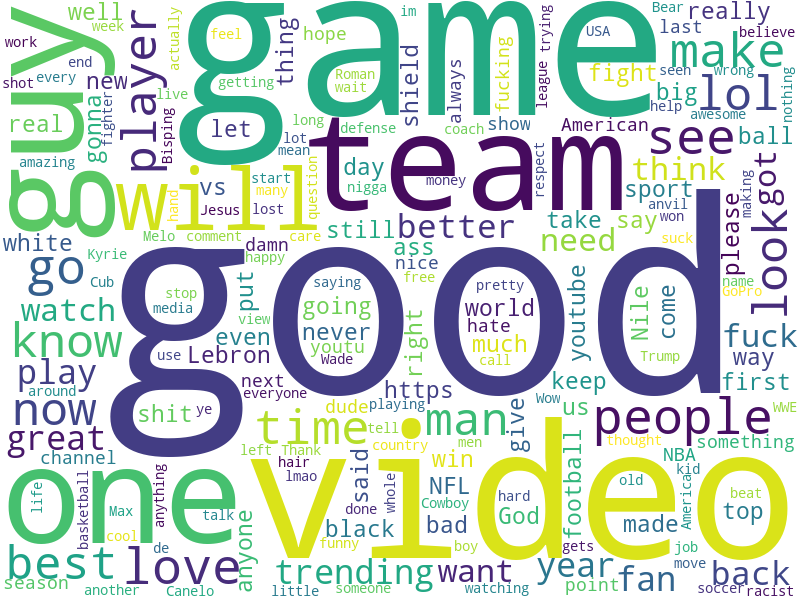 work
well
week
actually
feel
hope
im
Bear
really
last
USA
believe
end
game
thing
Roman
wait
league
trying
make
seen
wrong
shot
every
new
live
getting
always
fucking
fight
big
lol
nothing
guy
player
shield
help
awesome
real
gonna
fighter
Bisping
let
long
defense
coach
show
American
see
ball
amazing
lot
mean
day
team
respect
think
got
will
vs
start
many
nigga
money
sport
anvil
making
hand
Jesus
lost
question
still
better
take
say
won
please
look
white
Kyrie
Melo
comment
care
damn
happy
ass
nice
need
suck
go
Cub
good
put
saying
free
pretty
name
GoPro
stop
media
going
world
youtube
Nile
come
watch
view
never
hate
fuck
know
even
youtu
right
much
Trump
way
use
Lebron
Wade
call
play
around
next
everyone
https
keep
first
now
shit
ye
dude
playing
Wow
us
people
WWE
great
time
tell
man
give
something
channel
left
Thank
country
men
thought
said
win
football
NBA
kid
one
video
hair
lmao
whole
NFL
old
beat
life
basketball
anything
Max
talk
done
Cowboy
hard
God
made
America
top
cool
black
bad
anyone
funny
boy
gets
job
best
de
love
trending
want
year
move
back
season
another
Canelo
little
someone
watching
point
fan
soccer
racist